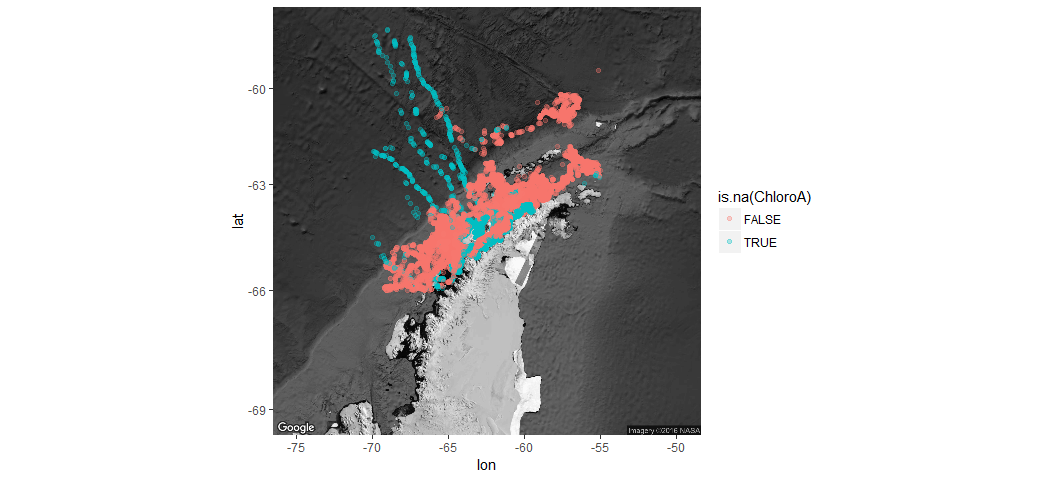 -60
-63
-66
-69
lat
-75
-70
-65
-60
-55
-50
lon
is.na(ChloroA)
FALSE
TRUE
Google
Imagery ©2016 NASA